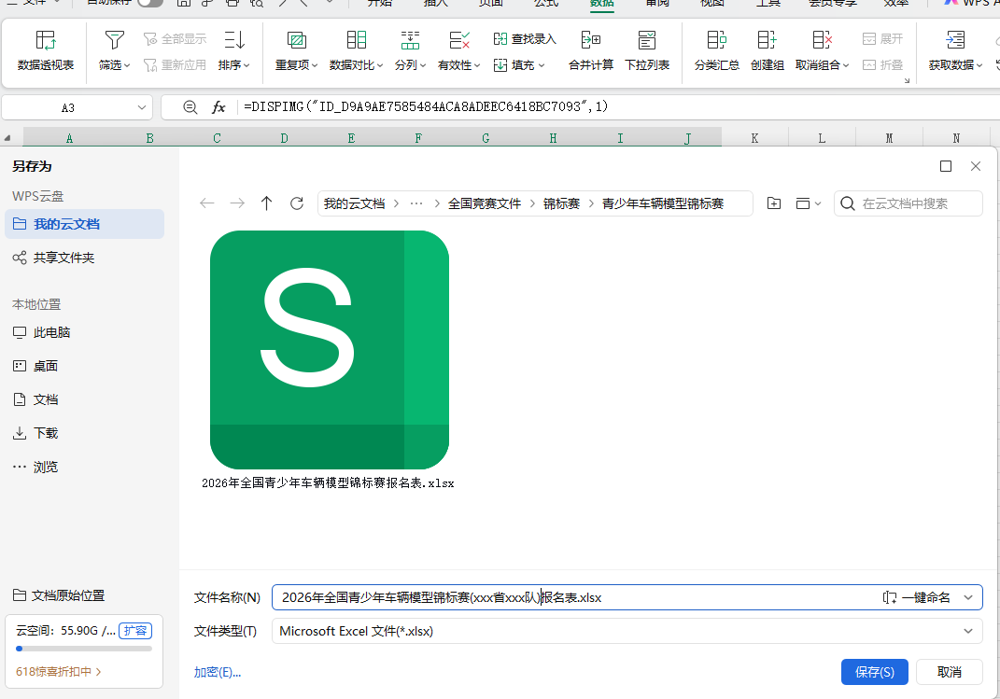 三 文件 自动保存 开始 插入 页面 公式 数据 审阅 视图 工具 会员专享 效率 WPS A
数据透视表 筛选 全部显示 重新应用 排序 重复项 数据对比 分列 有效性 查找录入 填充 合并计算 下拉列表 分类汇总 创建组 取消组合 展开 折叠 获取数据
A3 fx =DISPIMG("ID_D9A9AE7585484ACA8ADEEC6418BC7093",1)
A B C D E F G H I J K L M N
另存为
WPS云盘
我的云文档
共享文件夹
本地位置
此电脑
桌面
文档
下载
··· 浏览
文档原始位置
云空间：55.90G /... 扩容
618惊喜折扣中 >
我的云文档 > ··· > 全国竞赛文件 > 锦标赛 > 青少年车辆模型锦标赛
在云文档中搜索
S
2026年全国青少年车辆模型锦标赛报名表.xlsx
文件名称(N) 2026年全国青少年车辆模型锦标赛(xxx省xxx队)报名表.xlsx 一键命名
文件类型(T) Microsoft Excel 文件(*.xlsx)
加密(E)... 保存(S) 取消